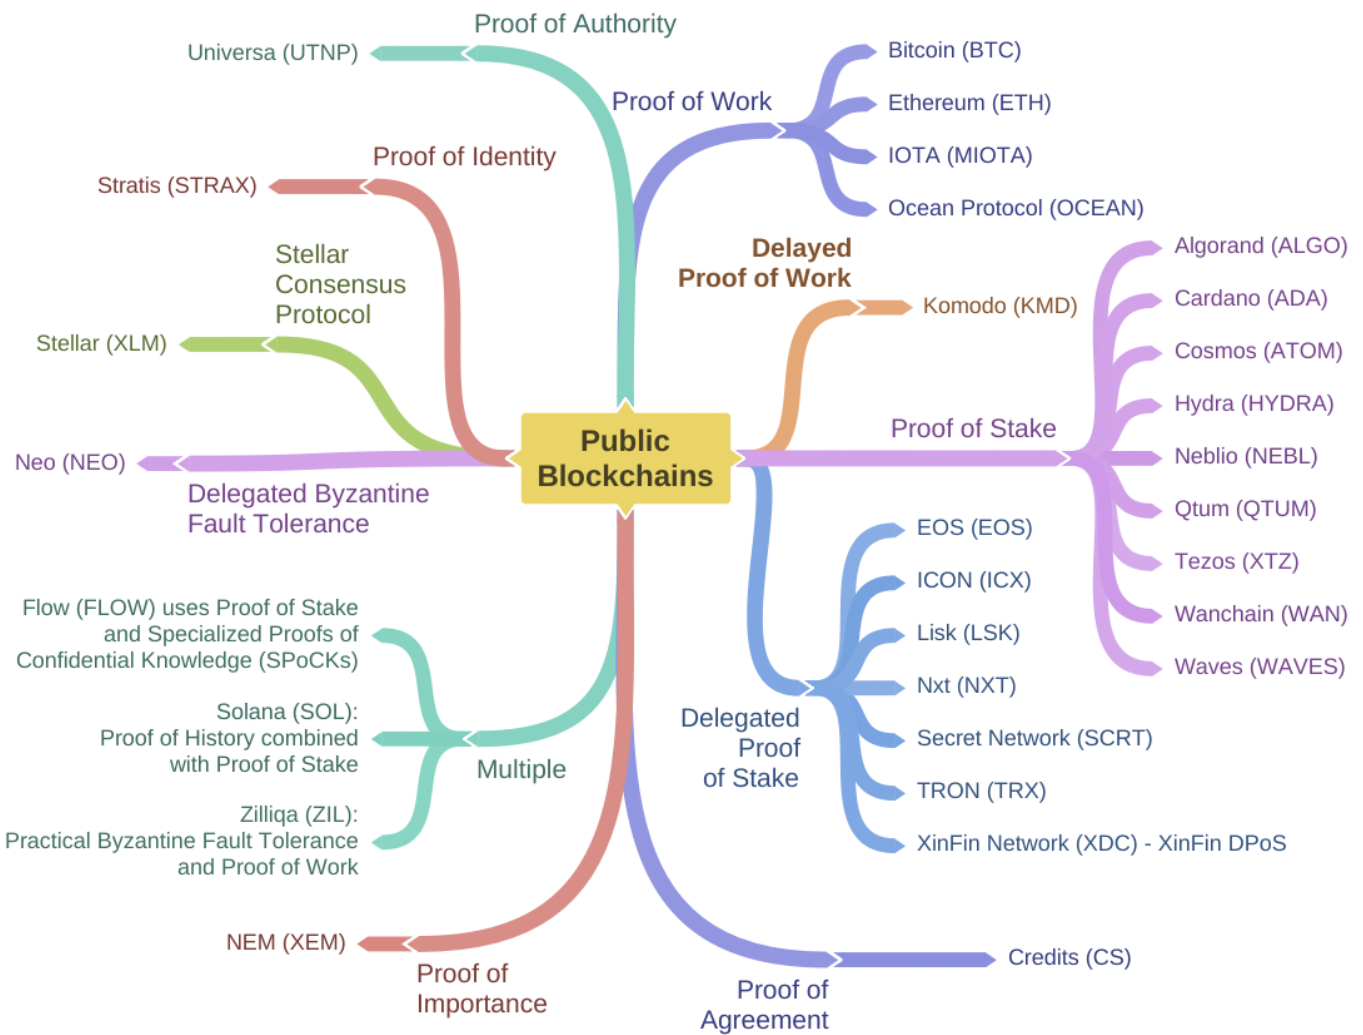 Proof of Authority
Universa (UTNP)
Proof of Identity
Stratis (STRAX)
Stellar
Consensus
Protocol
Stellar (XLM)
Neo (NEO)
Delegated Byzantine
Fault Tolerance
Flow (FLOW) uses Proof of Stake
and Specialized Proofs of
Confidential Knowledge (SPoCKs)
Solana (SOL):
Proof of History combined
with Proof of Stake
Zilliqa (ZIL):
Practical Byzantine Fault Tolerance
and Proof of Work
Multiple
NEM (XEM)
Proof of
Importance
Public
Blockchains
Proof of Work
Bitcoin (BTC)
Ethereum (ETH)
IOTA (MIOTA)
Ocean Protocol (OCEAN)
Delayed
Proof of Work
Komodo (KMD)
Proof of Stake
Algorand (ALGO)
Cardano (ADA)
Cosmos (ATOM)
Hydra (HYDRA)
Neblio (NEBL)
Qtum (QTUM)
Tezos (XTZ)
Wanchain (WAN)
Waves (WAVES)
Delegated
Proof
of Stake
EOS (EOS)
ICON (ICX)
Lisk (LSK)
Nxt (NXT)
Secret Network (SCRT)
TRON (TRX)
XinFin Network (XDC) - XinFin DPoS
Proof of
Agreement
Credits (CS)